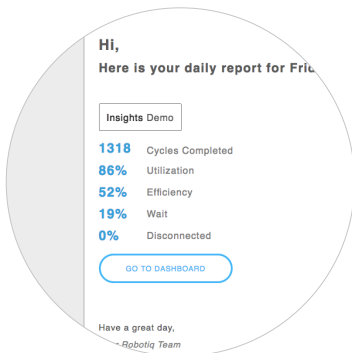 Hi,
Here is your daily report for
Insights Demo
1318 Cycles Completed
86% Utilization
52% Efficiency
19% Wait
0% Disconnected
GO TO DASHBOARD
Have a great day,
Robotiq Team